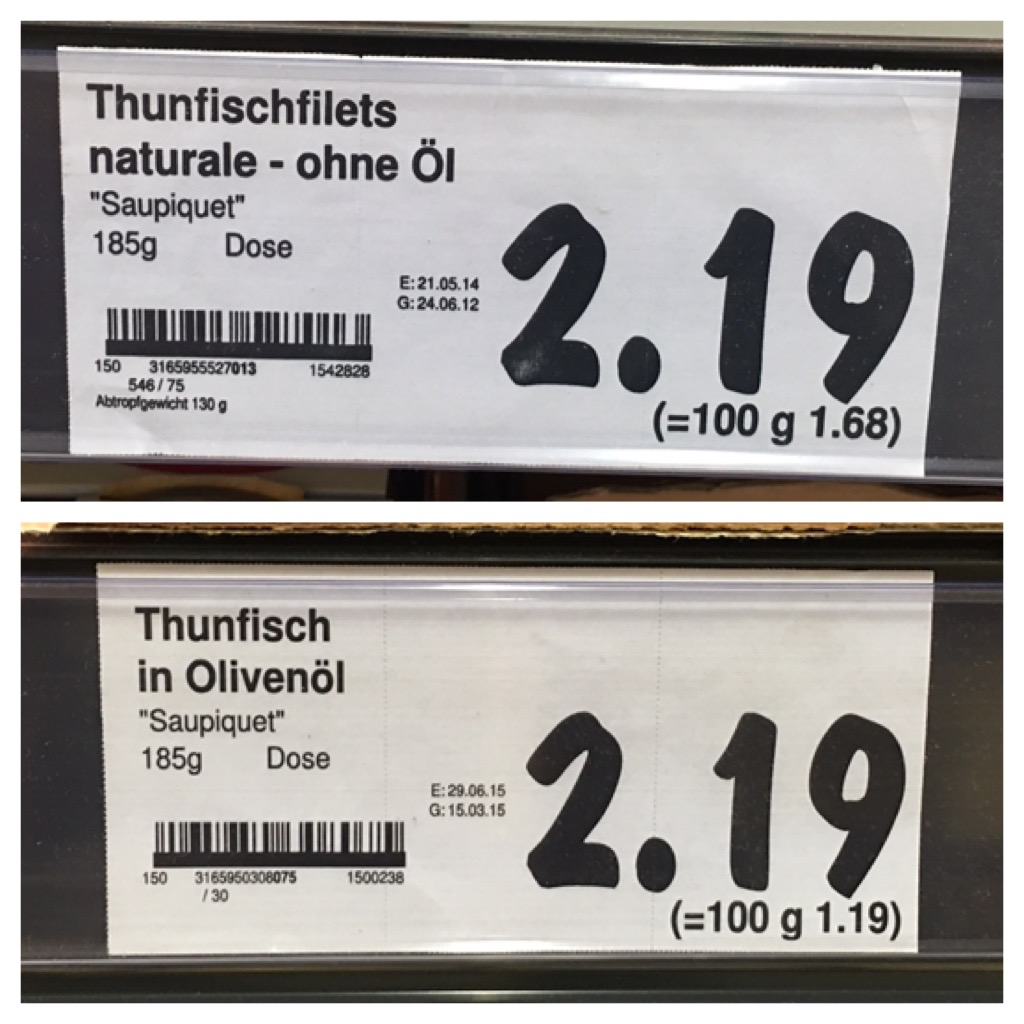 Thunfischfilets
naturale - ohne Öl
"Saupiquet"
185g Dose
E: 21.05.14
G: 24.06.12
2.19
150 3165955527013 1542828
546 / 75
Abtropfgewicht 130 g
(=100 g 1.68)
Thunfisch
in Olivenöl
"Saupiquet"
185g Dose
E: 29.06.15
G: 15.03.15
2.19
150 3165950308075 1500238
/ 30
(=100 g 1.19)